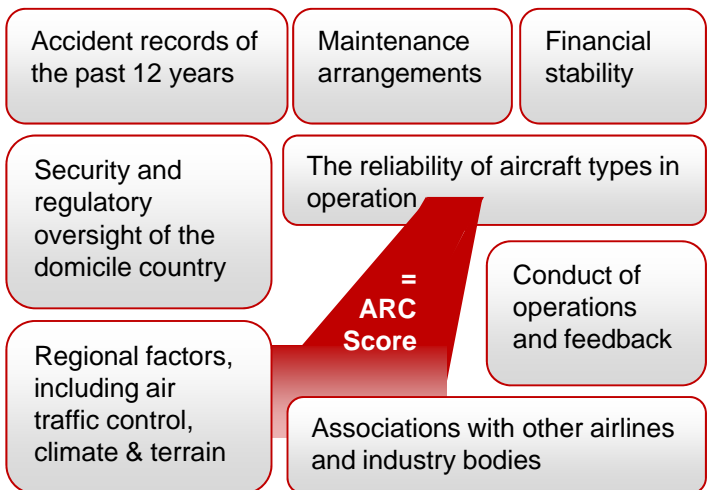 Accident records of
the past 12 years
Maintenance
arrangements
Financial
stability
Security and
regulatory
oversight of the
domicile country
The reliability of aircraft types in
operation
=
ARC
Score
Conduct of
operations
and feedback
Regional factors,
including air
traffic control,
climate & terrain
Associations with other airlines
and industry bodies